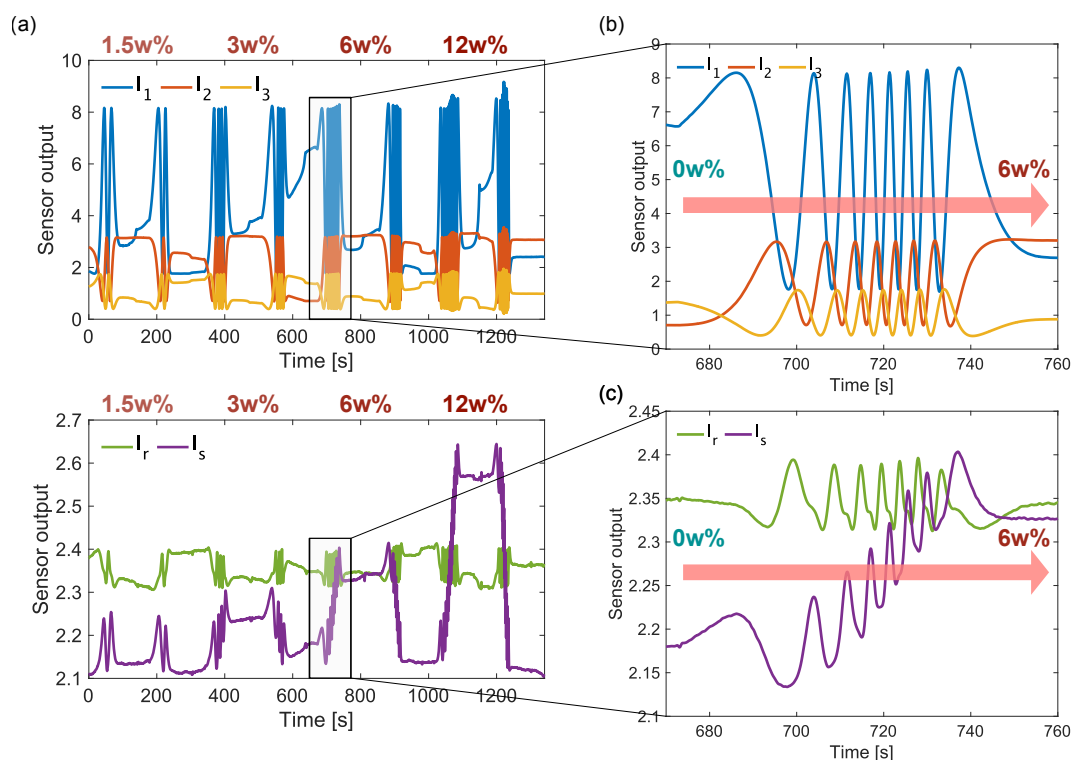 (a)
1.5w% 3w% 6w% 12w%
I1 I2 I3
Sensor output
10
8
6
4
2
0
0 200 400 600 800 1000 1200
Time [s]
(b)
I1 I2 I3
Sensor output
9
8
7
6
5
4
3
2
1
0
0w% 6w%
680 700 720 740 760
Time [s]
1.5w% 3w% 6w% 12w%
Ir Is
Sensor output
2.7
2.6
2.5
2.4
2.3
2.2
2.1
0 200 400 600 800 1000 1200
Time [s]
(c)
Ir Is
Sensor output
2.45
2.4
2.35
2.3
2.25
2.2
2.15
2.1
0w% 6w%
680 700 720 740 760
Time [s]